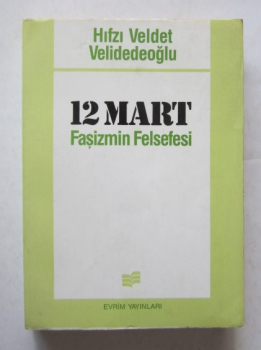 Hıfzı Veldet
Velidedeoğlu
12 MART
Faşizmin Felsefesi
EVRİM YAYINLARI